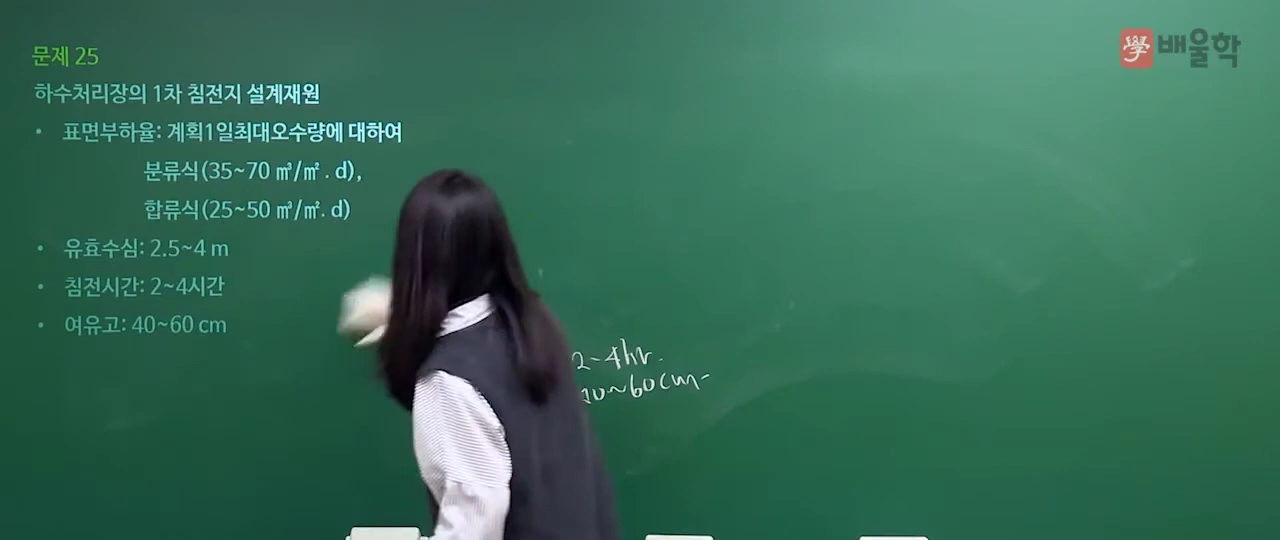 學 배울학
문제 25
하수처리장의 1차 침전지 설계재원
• 표면부하율: 계획1일최대오수량에 대하여
분류식(35~70 ㎥/㎡ . d),
합류식(25~50 ㎥/㎡. d)
• 유효수심: 2.5~4 m
• 침전시간: 2~4시간
• 여유고: 40~60 cm
2~4hr.
40~60cm